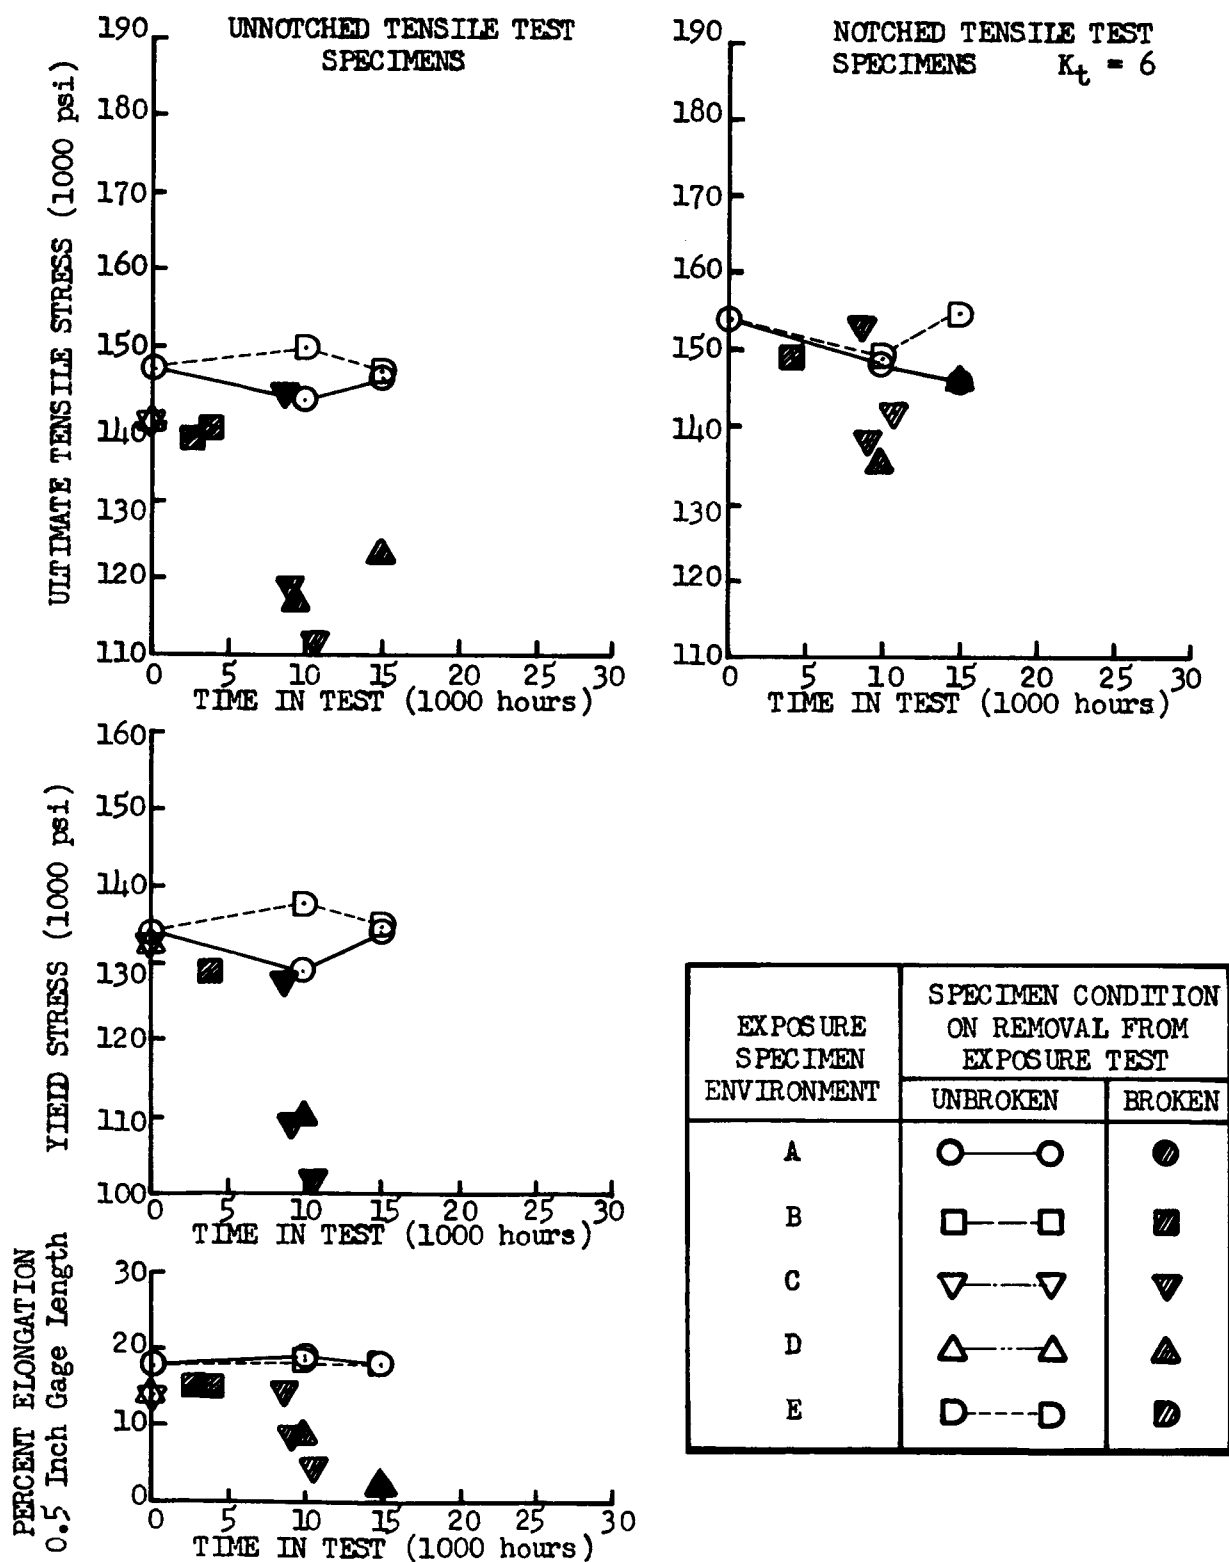 UNNOTCHED TENSILE TEST
SPECIMENS
ULTIMATE TENSILE STRESS (1000 psi)
190
180
170
160
150
140
130
120
110
0 5 10 15 20 25 30
TIME IN TEST (1000 hours)
NOTCHED TENSILE TEST
SPECIMENS Kt = 6
190
180
170
160
150
140
130
120
110
0 5 10 15 20 25 30
TIME IN TEST (1000 hours)
YIELD STRESS (1000 psi)
160
150
140
130
120
110
100
0 5 10 15 20 25 30
TIME IN TEST (1000 hours)
PERCENT ELONGATION
0.5 Inch Gage Length
30
20
10
0
0 5 10 15 20 25 30
TIME IN TEST (1000 hours)
EXPOSURE
SPECIMEN
ENVIRONMENT
SPECIMEN CONDITION
ON REMOVAL FROM
EXPOSURE TEST
UNBROKEN BROKEN
A
B
C
D
E